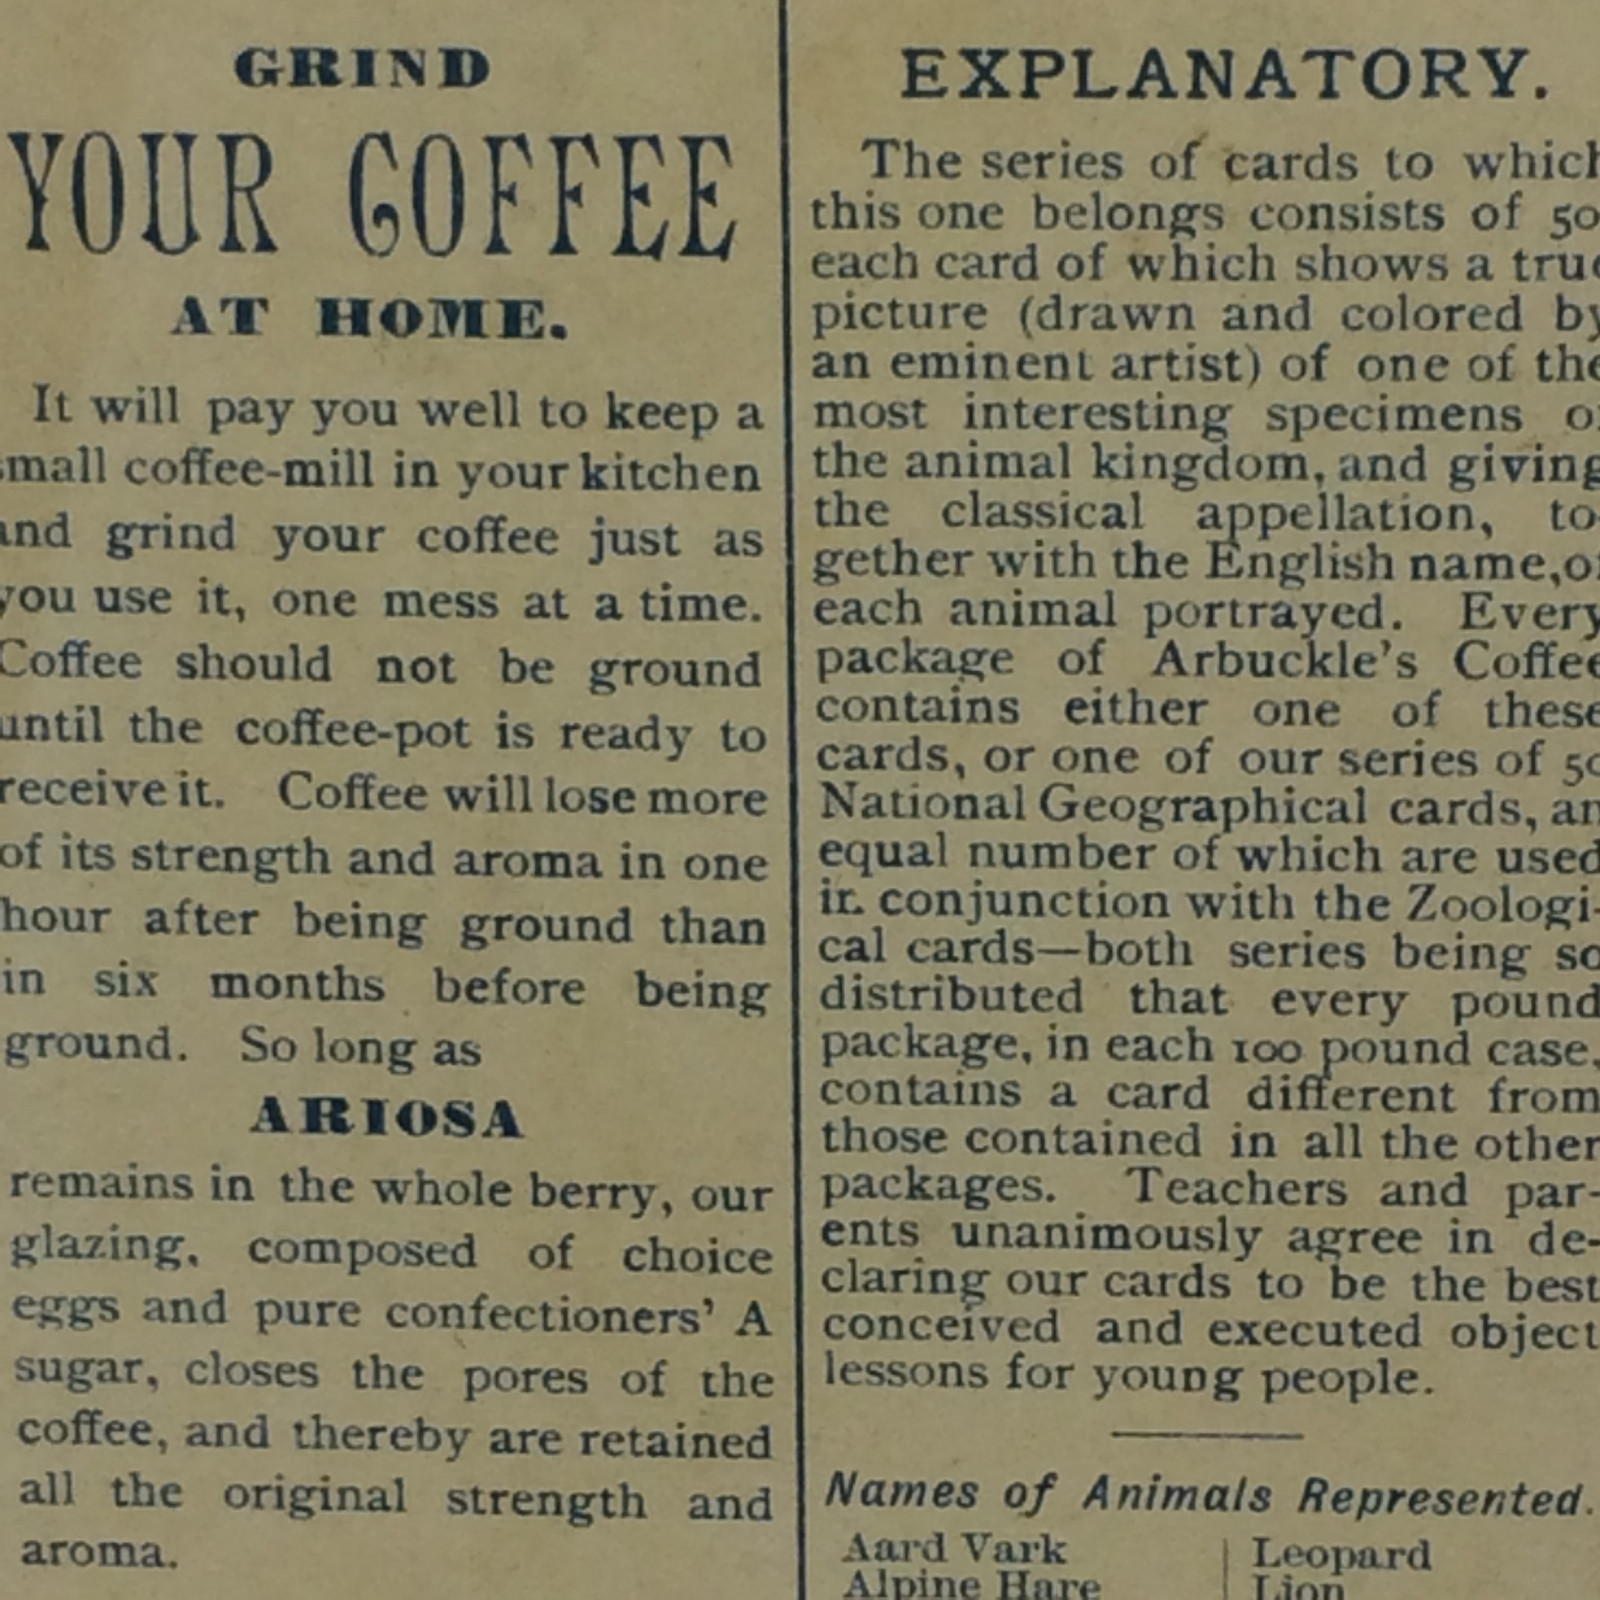 GRIND
YOUR COFFEE
AT HOME.
It will pay you well to keep a
small coffee-mill in your kitchen
and grind your coffee just as
you use it, one mess at a time.
Coffee should not be ground
until the coffee-pot is ready to
receive it. Coffee will lose more
of its strength and aroma in one
hour after being ground than
in six months before being
ground. So long as
ARIOSA
remains in the whole berry, our
glazing, composed of choice
eggs and pure confectioners' A
sugar, closes the pores of the
coffee, and thereby are retained
all the original strength and
aroma.
EXPLANATORY.
The series of cards to which
this one belongs consists of 50
each card of which shows a true
picture (drawn and colored by
an eminent artist) of one of the
most interesting specimens of
the animal kingdom, and giving
the classical appellation, to-
gether with the English name, of
each animal portrayed. Every
package of Arbuckle's Coffee
contains either one of these
cards, or one of our series of 50
National Geographical cards, an
equal number of which are used
in conjunction with the Zoologi-
cal cards—both series being so
distributed that every pound
package, in each 100 pound case,
contains a card different from
those contained in all the other
packages. Teachers and par-
ents unanimously agree in de-
claring our cards to be the best
conceived and executed object
lessons for young people.
Names of Animals Represented.
Aard Vark
Alpine Hare
Leopard
Lion